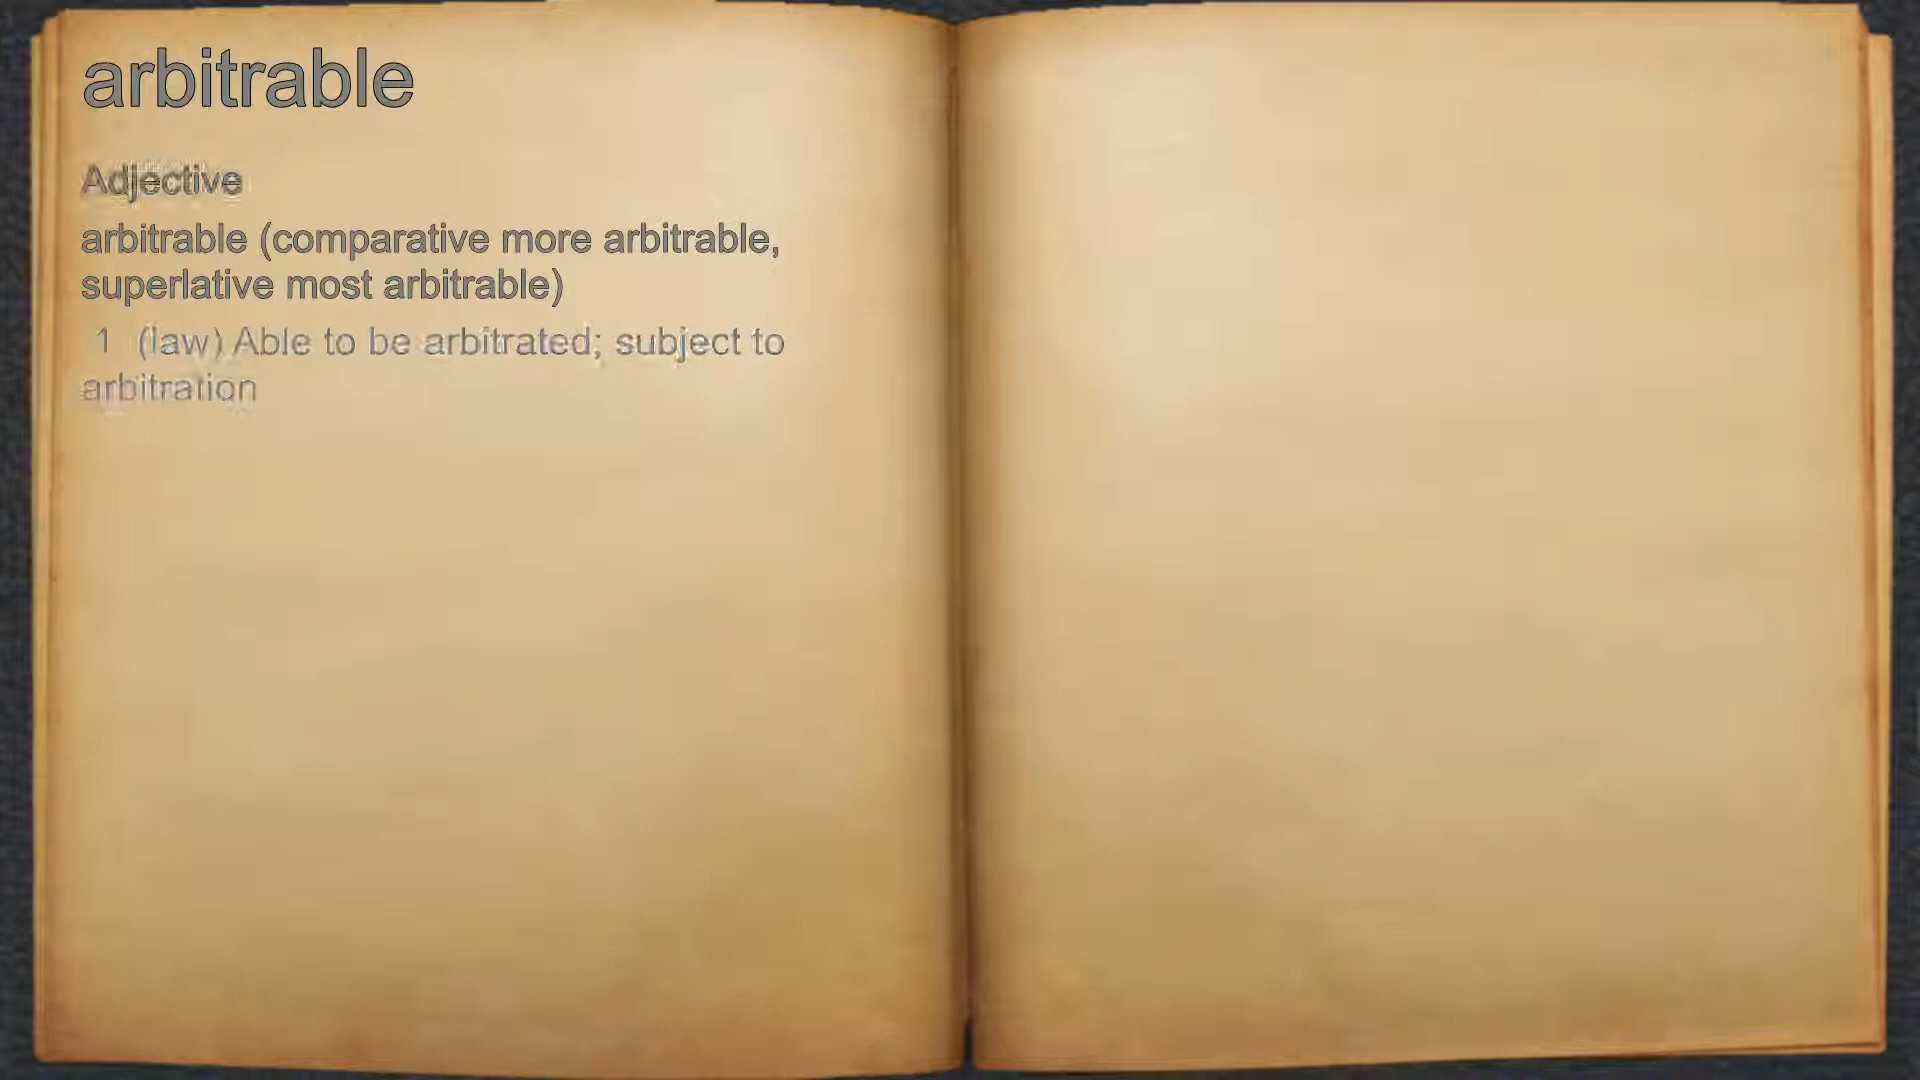 arbitrable
Adjective
arbitrable (comparative more arbitrable,
superlative most arbitrable)
1 (law) Able to be arbitrated; subject to
arbitration